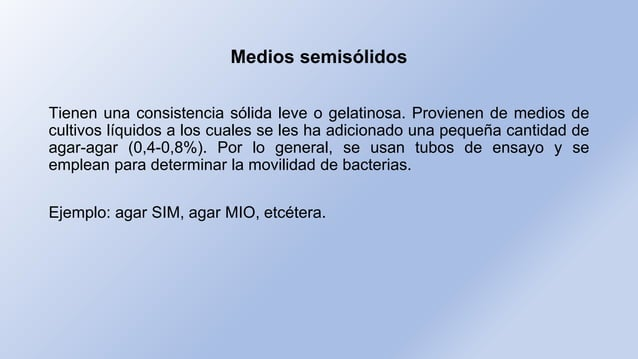 Medios semisólidos
Tienen una consistencia sólida leve o gelatinosa. Provienen de medios de
cultivos líquidos a los cuales se les ha adicionado una pequeña cantidad de
agar-agar (0,4-0,8%). Por lo general, se usan tubos de ensayo y se
emplean para determinar la movilidad de bacterias.
Ejemplo: agar SIM, agar MIO, etcétera.